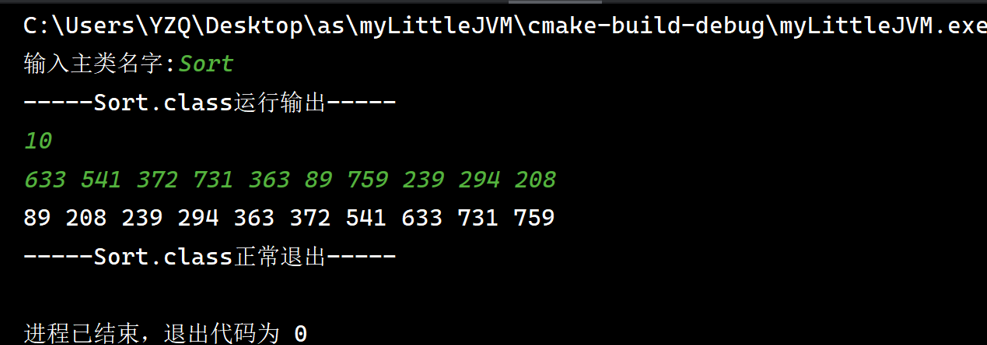 C:\Users\YZQ\Desktop\as\myLittleJVM\cmake-build-debug\myLittleJVM.exe
输入主类名字:Sort
-----Sort.class运行输出-----
10
633 541 372 731 363 89 759 239 294 208
89 208 239 294 363 372 541 633 731 759
-----Sort.class正常退出-----
进程已结束，退出代码为 0